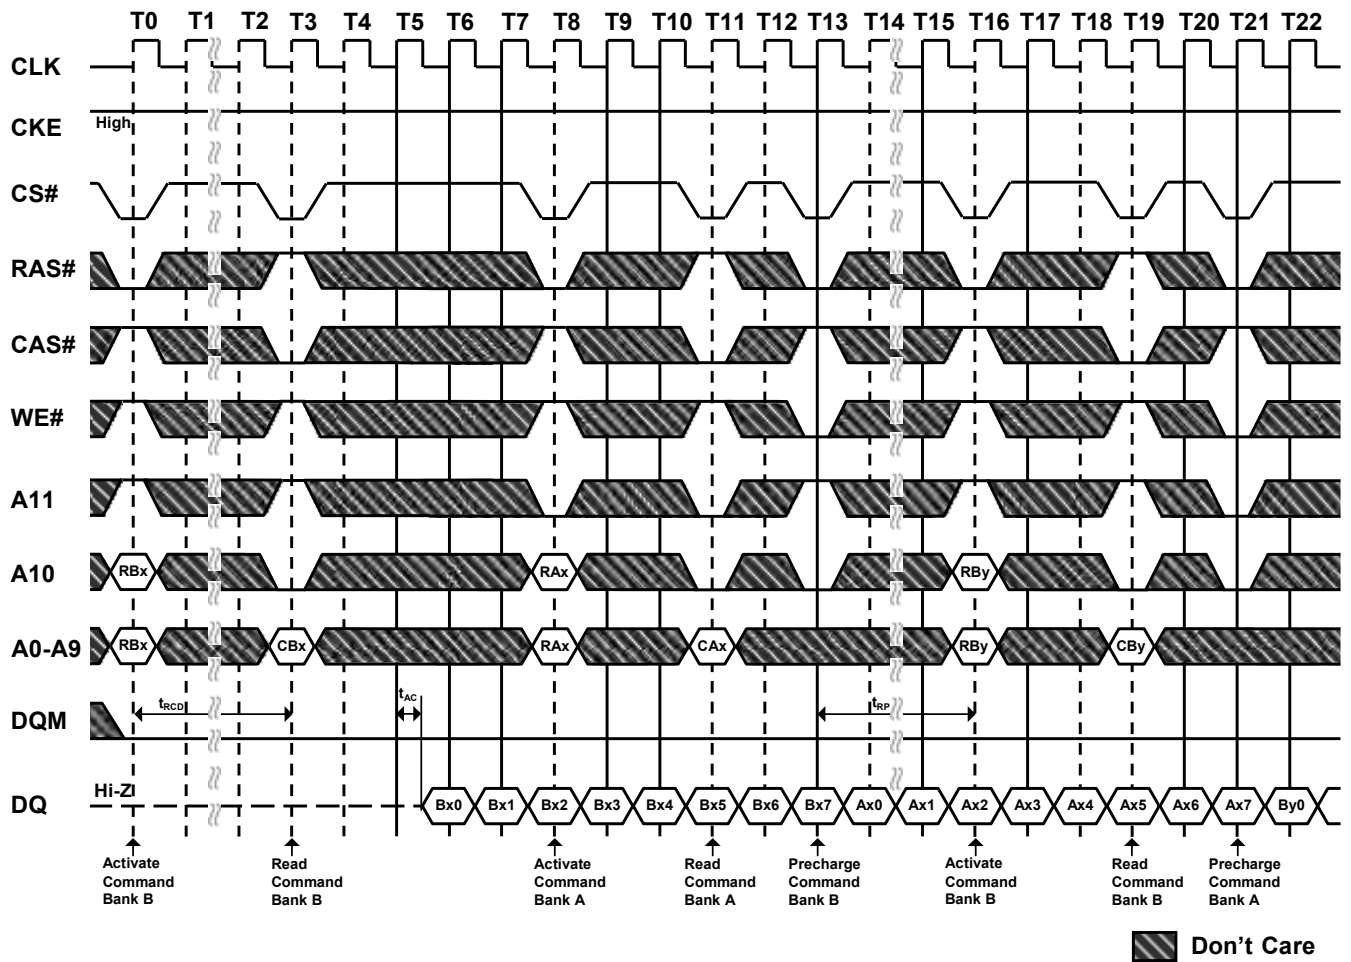 T0 T1 T2 T3 T4 T5 T6 T7 T8 T9 T10 T11 T12 T13 T14 T15 T16 T17 T18 T19 T20 T21 T22
CLK
CKE High
CS#
RAS#
CAS#
WE#
A11
A10 RBx RAx RBy
A0-A9 RBx CBx RAx CAx RBy CBy
DQM tRCD tAC tRP
DQ Hi-Z Bx0 Bx1 Bx2 Bx3 Bx4 Bx5 Bx6 Bx7 Ax0 Ax1 Ax2 Ax3 Ax4 Ax5 Ax6 Ax7 By0
Activate
Command
Bank B
Read
Command
Bank B
Activate
Command
Bank A
Read
Command
Bank A
Precharge
Command
Bank B
Activate
Command
Bank B
Read
Command
Bank B
Precharge
Command
Bank A
Don't Care